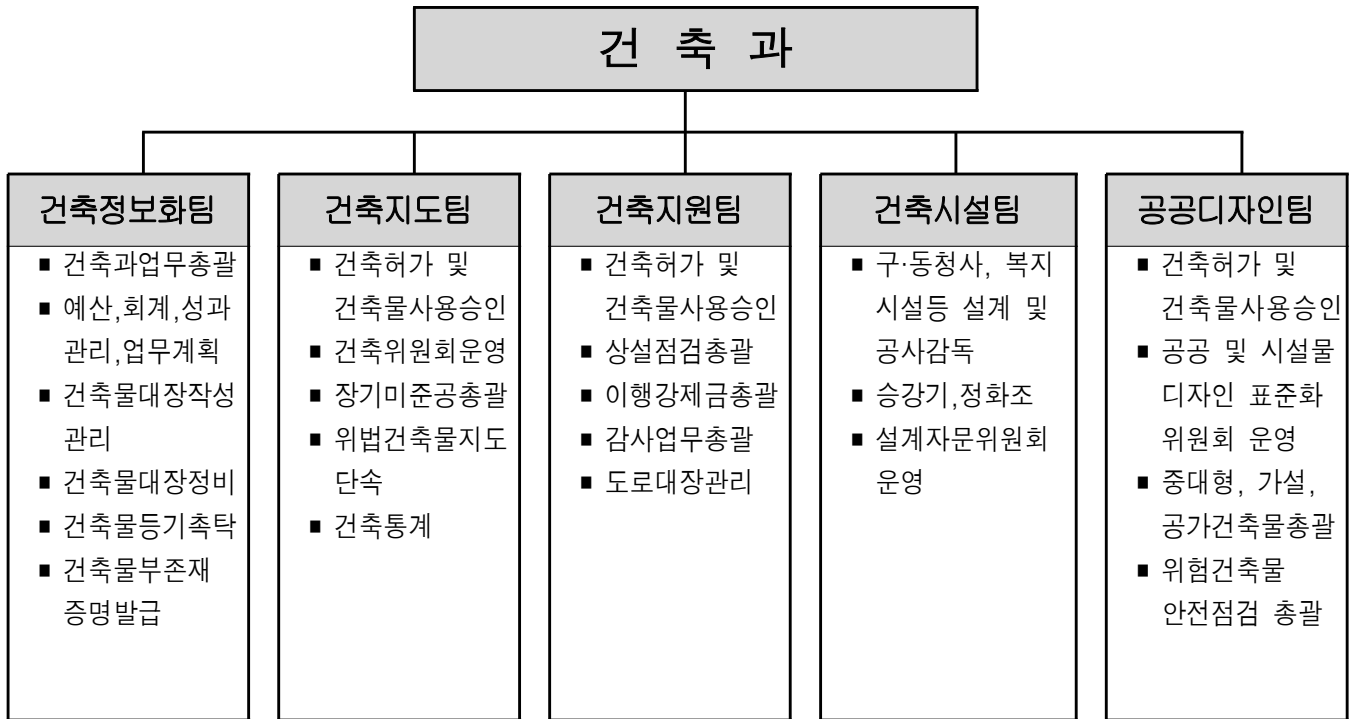 건 축 과
건축정보화팀
■ 건축과업무총괄
■ 예산,회계,성과
관리,업무계획
■ 건축물대장작성
관리
■ 건축물대장정비
■ 건축물등기촉탁
■ 건축물부존재
증명발급
건축지도팀
■ 건축허가 및
건축물사용승인
■ 건축위원회운영
■ 장기미준공총괄
■ 위법건축물지도
단속
■ 건축통계
건축지원팀
■ 건축허가 및
건축물사용승인
■ 상설점검총괄
■ 이행강제금총괄
■ 감사업무총괄
■ 도로대장관리
건축시설팀
■ 구·동청사, 복지
시설등 설계 및
공사감독
■ 승강기,정화조
■ 설계자문위원회
운영
공공디자인팀
■ 건축허가 및
건축물사용승인
■ 공공 및 시설물
디자인 표준화
위원회 운영
■ 중대형, 가설,
공가건축물총괄
■ 위험건축물
안전점검 총괄